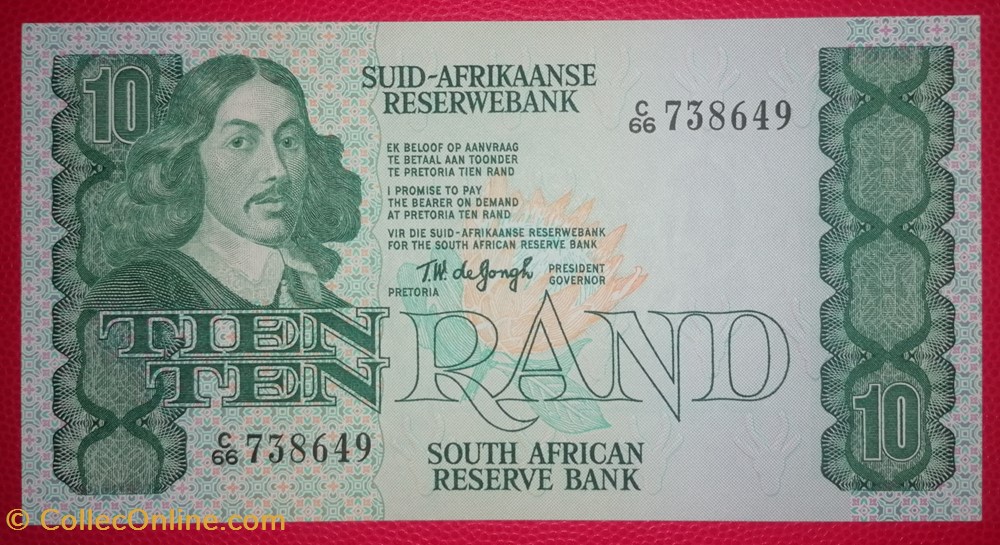 10
SUID-AFRIKAANSE
RESERWEBANK
C/66 738649
EK BELOOF OP AANVRAAG
TE BETAAL AAN TOONDER
TE PRETORIA TIEN RAND
I PROMISE TO PAY
THE BEARER ON DEMAND
AT PRETORIA TEN RAND
VIR DIE SUID-AFRIKAANSE RESERWEBANK
FOR THE SOUTH AFRICAN RESERVE BANK
T.W. de Jongh PRESIDENT
GOVERNOR
PRETORIA
TIEN
TEN RAND
10
C/66 738649
SOUTH AFRICAN
RESERVE BANK
© CollecOnline.com